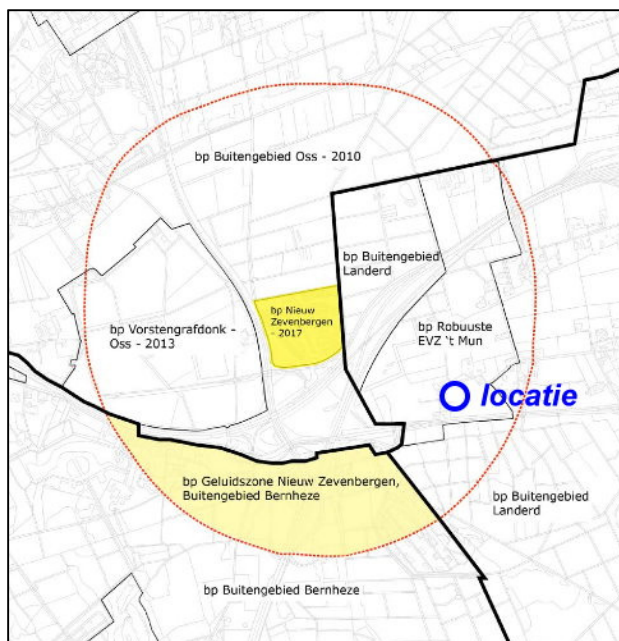 bp Buitengebied Oss - 2010
bp Buitengebied
Landerd
bp Nieuw
Zevenbergen
- 2017
bp Vorstengrafdonk -
Oss - 2013
bp Robuuste
EVZ 't Mun
locatie
bp Geluidszone Nieuw Zevenbergen,
Buitengebied Bernheze
bp Buitengebied
Landerd
bp Buitengebied Bernheze